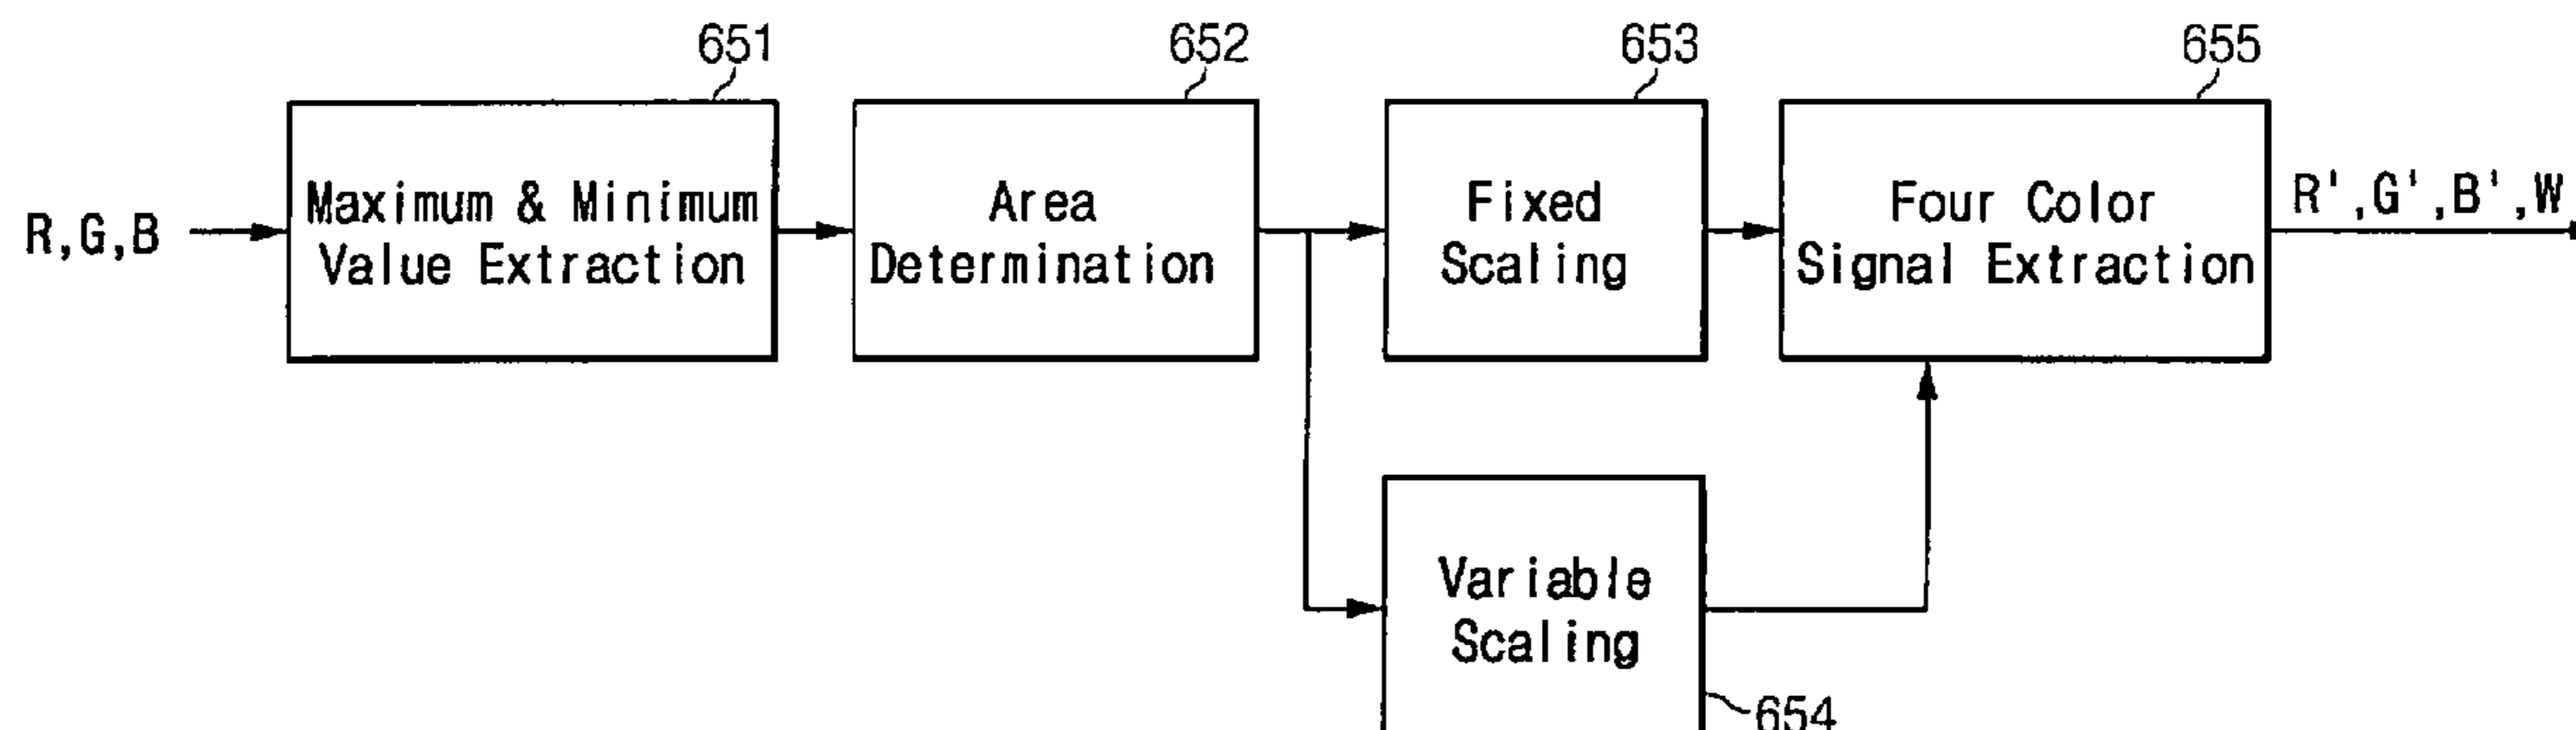 651
652
653
655
R,G,B
Maximum & Minimum
Value Extraction
Area
Determination
Fixed
Scaling
Four Color
Signal Extraction
R',G',B',W
Variable
Scaling
654